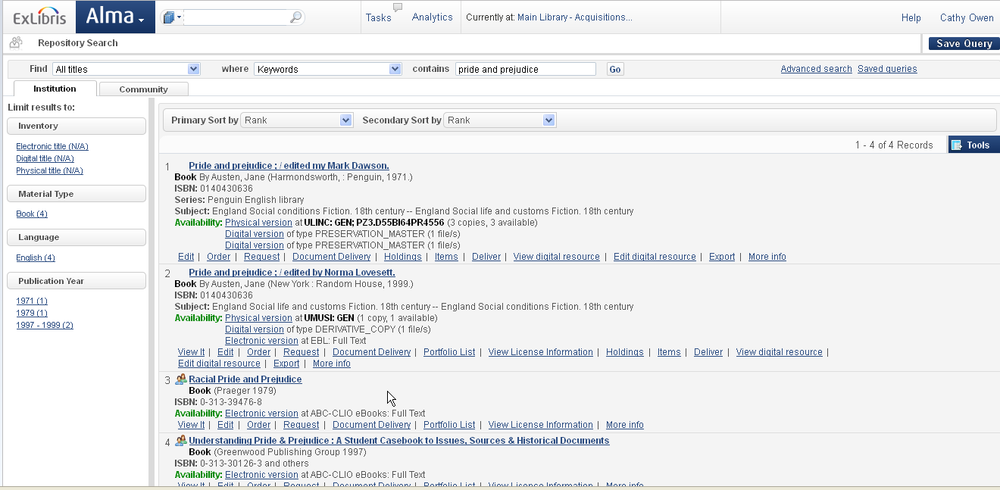 ExLibris Alma Tasks Analytics Currently at: Main Library - Acquisitions... Help Cathy Owen
Repository Search Save Query
Find All titles where Keywords contains pride and prejudice Go Advanced search Saved queries
Institution Community
Limit results to:
Inventory
Electronic title (N/A)
Digital title (N/A)
Physical title (N/A)
Material Type
Book (4)
Language
English (4)
Publication Year
1971 (1)
1979 (1)
1997 - 1999 (2)
Primary Sort by Rank Secondary Sort by Rank
1 - 4 of 4 Records Tools
1 Pride and prejudice ; / edited my Mark Dawson.
Book By Austen, Jane (Harmondsworth, : Penguin, 1971.)
ISBN: 0140430636
Series: Penguin English library
Subject: England Social conditions Fiction. 18th century -- England Social life and customs Fiction. 18th century
Availability: Physical version at ULINC: GEN; PZ3.D55BI64PR4556 (3 copies, 3 available)
Digital version of type PRESERVATION_MASTER (1 file/s)
Digital version of type PRESERVATION_MASTER (1 file/s)
Edit | Order | Request | Document Delivery | Holdings | Items | Deliver | View digital resource | Edit digital resource | Export | More info
2 Pride and prejudice ; / edited by Norma Lovesett.
Book By Austen, Jane (New York : Random House, 1999.)
ISBN: 0140430636
Subject: England Social life and customs Fiction. 18th century -- England Social conditions Fiction. 18th century
Availability: Physical version at UMUSI: GEN (1 copy, 1 available)
Digital version of type DERIVATIVE_COPY (1 file/s)
Electronic version at EBL: Full Text
View It | Edit | Order | Request | Document Delivery | Portfolio List | View License Information | Holdings | Items | Deliver | View digital resource |
Edit digital resource | Export | More info
3 Racial Pride and Prejudice
Book (Praeger 1979)
ISBN: 0-313-39476-8
Availability: Electronic version at ABC-CLIO eBooks: Full Text
View It | Edit | Order | Request | Document Delivery | Portfolio List | View License Information | More info
4 Understanding Pride & Prejudice : A Student Casebook to Issues, Sources & Historical Documents
Book (Greenwood Publishing Group 1997)
ISBN: 0-313-30126-3 and others
Availability: Electronic version at ABC-CLIO eBooks: Full Text
View It | Edit | Order | Request | Document Delivery | Portfolio List | View License Information | More info